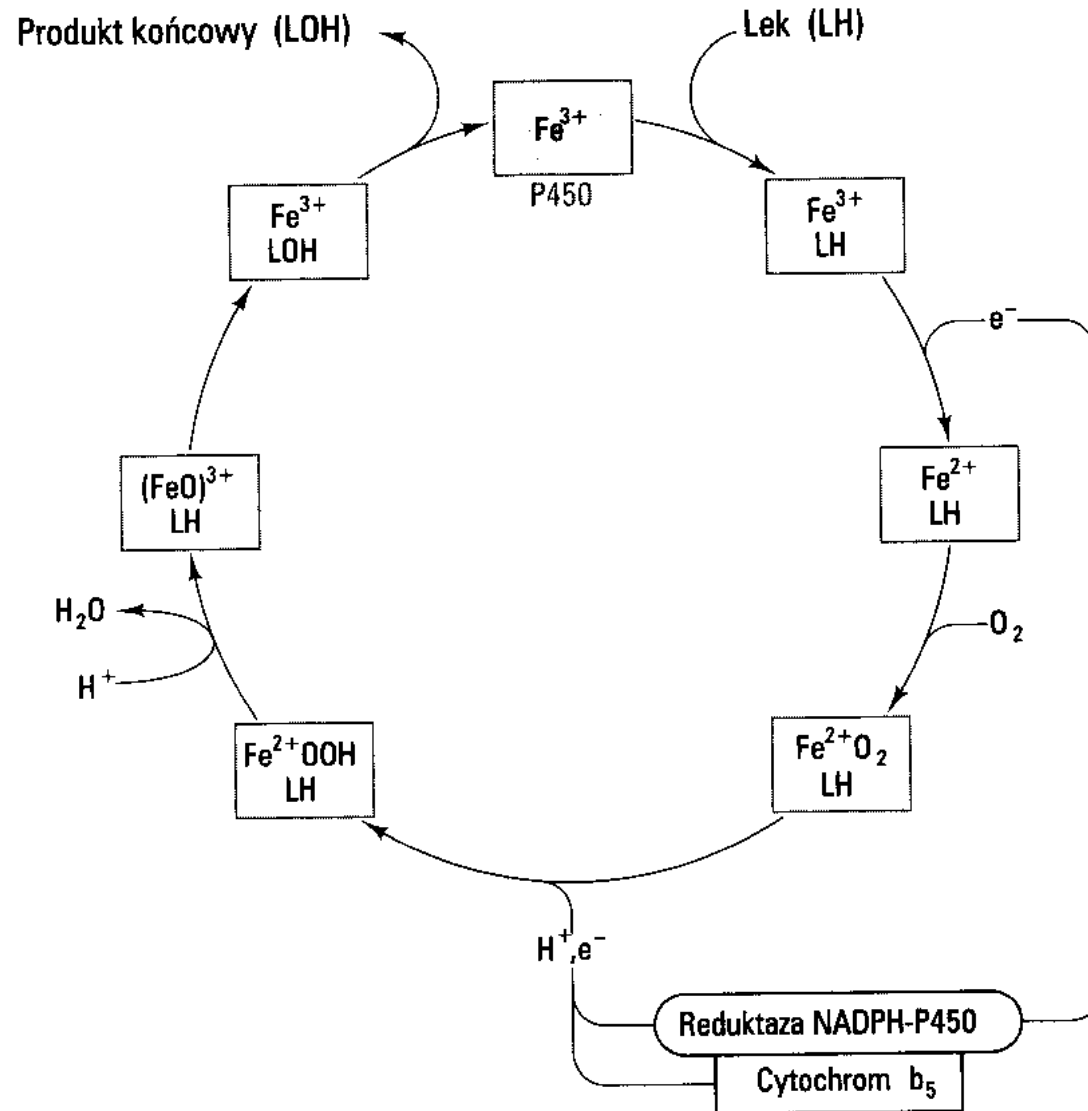 Produkt końcowy (LOH)
Lek (LH)
Fe³⁺
P450
Fe³⁺
LH
e⁻
Fe²⁺
LH
O₂
Fe²⁺O₂
LH
H⁺,e⁻
Reduktaza NADPH-P450
Cytochrom b₅
Fe²⁺OOH
LH
H⁺
H₂O
(FeO)³⁺
LH
Fe³⁺
LOH